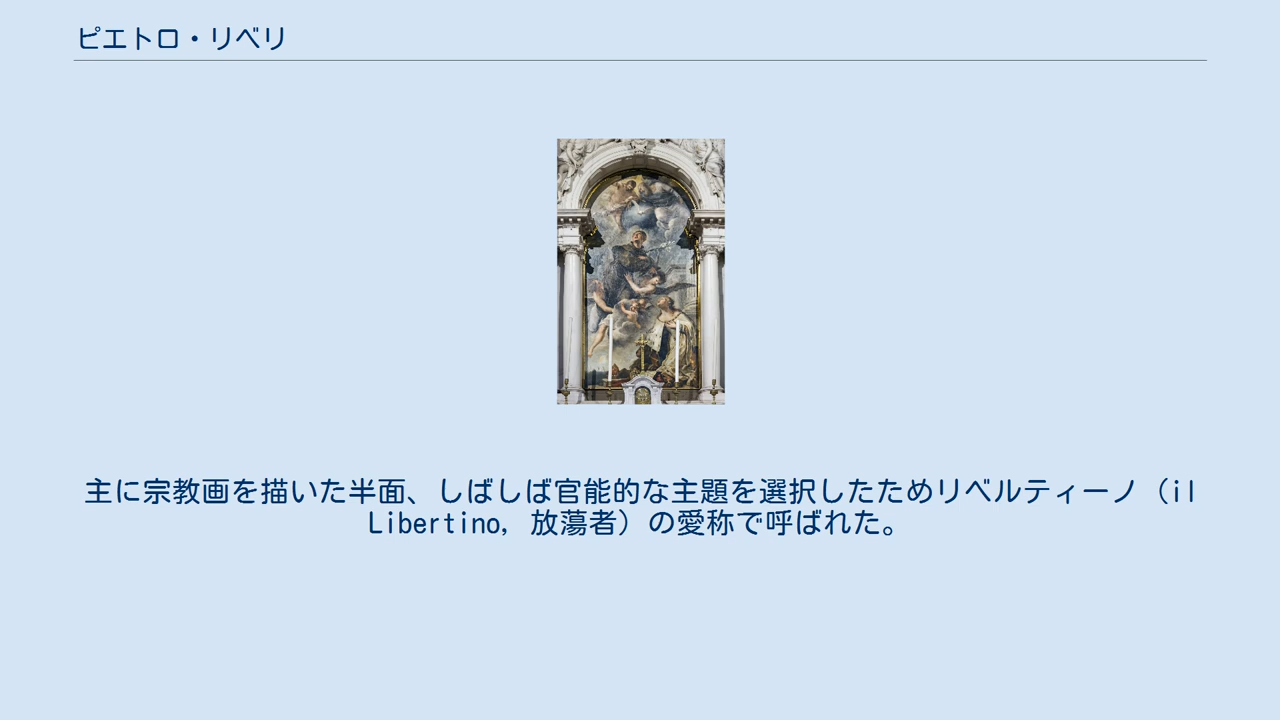 ピエトロ・リベリ
主に宗教画を描いた半面、しばしば官能的な主題を選択したためリベルティーノ（il
Libertino, 放蕩者）の愛称で呼ばれた。